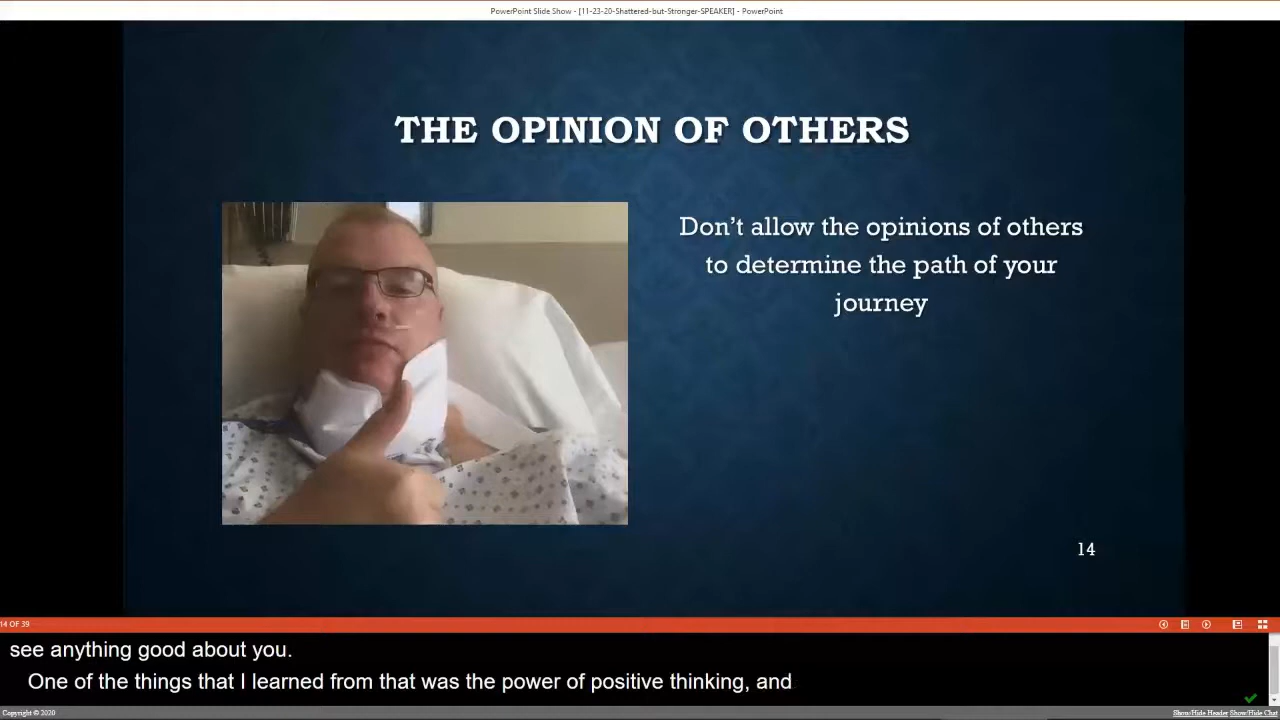 PowerPoint Slide Show - [11-23-20-Shattered-but-Stronger-SPEAKER] - PowerPoint
THE OPINION OF OTHERS
Don’t allow the opinions of others
to determine the path of your
journey
14
14 OF 39
see anything good about you.
One of the things that I learned from that was the power of positive thinking, and
Copyright © 2020
Show/Hide Header Show/Hide Chat